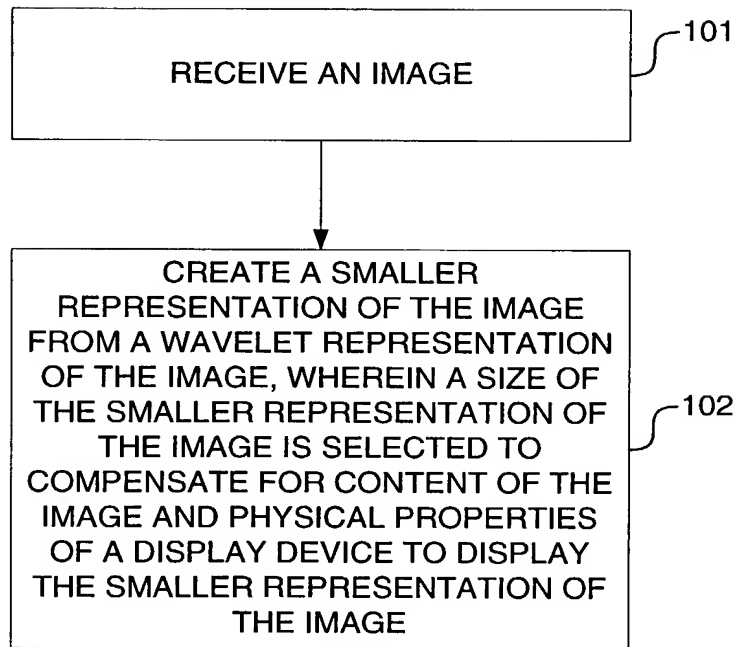 RECEIVE AN IMAGE
101
CREATE A SMALLER
REPRESENTATION OF THE IMAGE
FROM A WAVELET REPRESENTATION
OF THE IMAGE, WHEREIN A SIZE OF
THE SMALLER REPRESENTATION OF
THE IMAGE IS SELECTED TO
COMPENSATE FOR CONTENT OF THE
IMAGE AND PHYSICAL PROPERTIES
OF A DISPLAY DEVICE TO DISPLAY
THE SMALLER REPRESENTATION OF
THE IMAGE
102